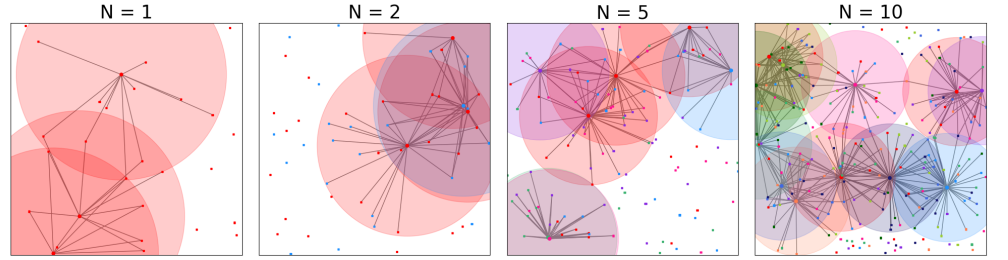 N = 1
N = 2
N = 5
N = 10